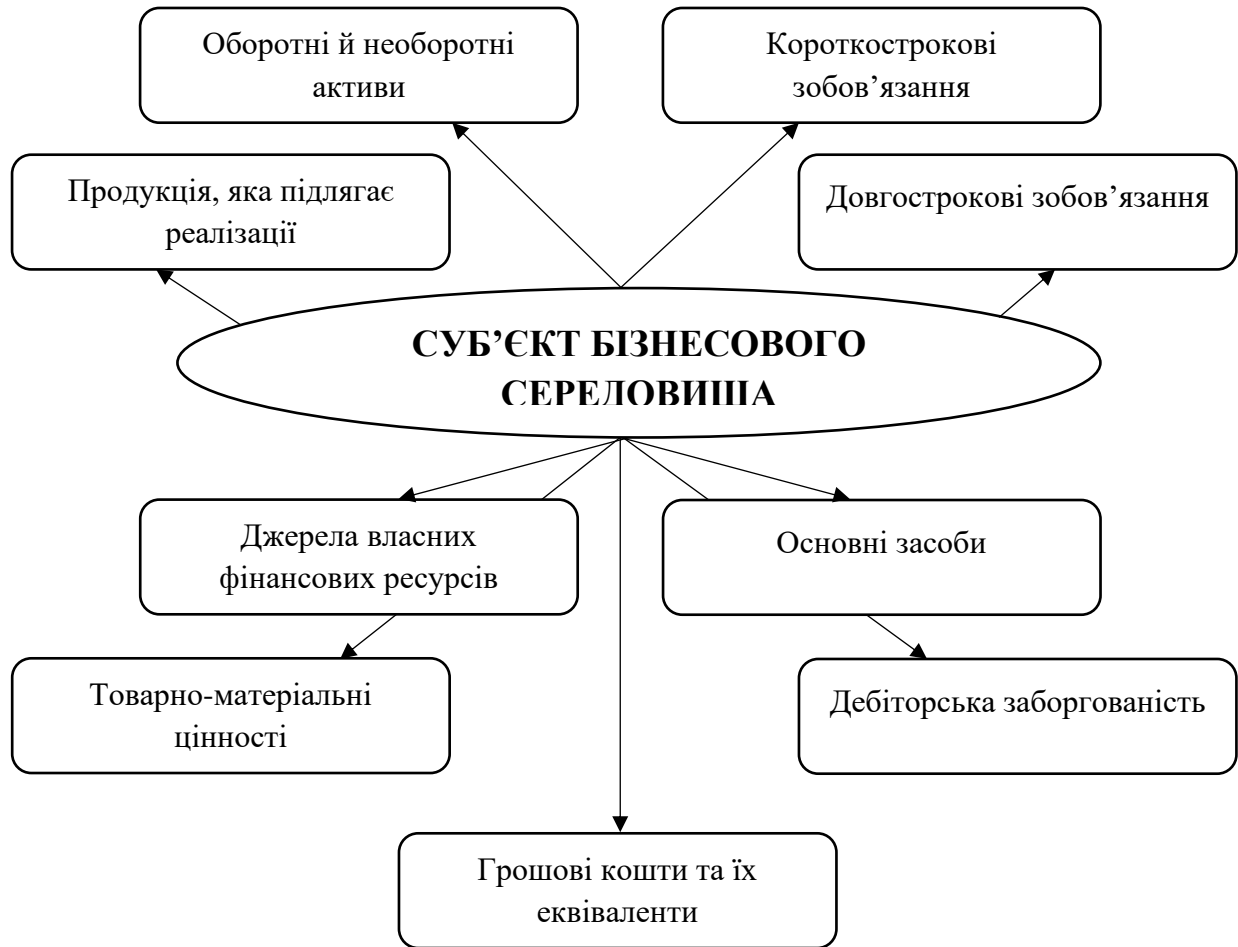 Оборотні й необоротні
активи
Короткострокові
зобов’язання
Продукція, яка підлягає
реалізації
Довгострокові зобов’язання
СУБ’ЄКТ БІЗНЕСОВОГО
СЕРЕДОВИЩА
Джерела власних
фінансових ресурсів
Основні засоби
Товарно-матеріальні
цінності
Дебіторська заборгованість
Грошові кошти та їх
еквіваленти